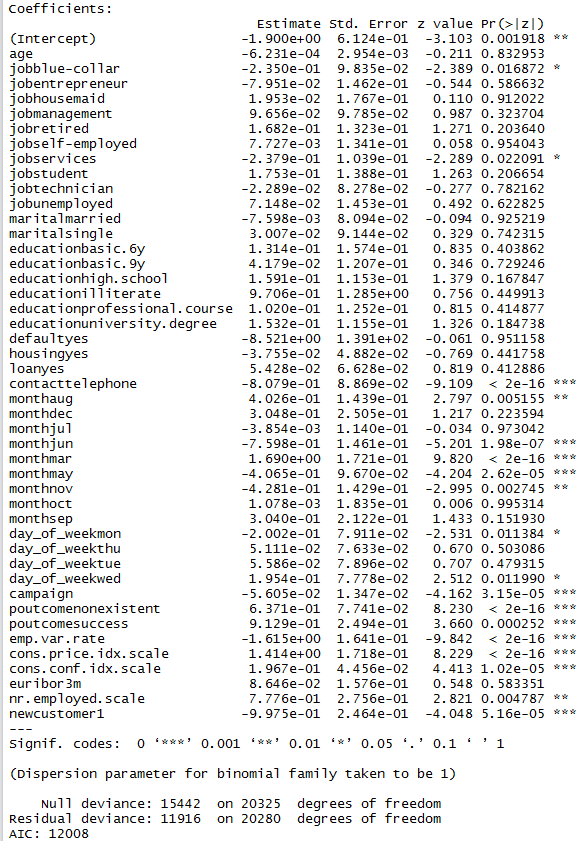 Coefficients:
Estimate Std. Error z value Pr(>|z|)
(Intercept) -1.900e+00 6.124e-01 -3.103 0.001918 **
age -6.231e-04 2.954e-03 -0.211 0.832953
jobblue-collar -2.350e-01 9.835e-02 -2.389 0.016872 *
jobentrepreneur -7.951e-02 1.462e-01 -0.544 0.586632
jobhousemaid 1.953e-02 1.767e-01 0.110 0.912022
jobmanagement 9.656e-02 9.785e-02 0.987 0.323704
jobretired 1.682e-01 1.323e-01 1.271 0.203640
jobself-employed 7.727e-03 1.341e-01 0.058 0.954043
jobservices -2.379e-01 1.039e-01 -2.289 0.022091 *
jobstudent 1.753e-01 1.388e-01 1.263 0.206654
jobtechnician -2.289e-02 8.278e-02 -0.277 0.782162
jobunemployed 7.148e-02 1.453e-01 0.492 0.622825
maritalmarried -7.598e-03 8.094e-02 -0.094 0.925219
maritalsingle 3.007e-02 9.144e-02 0.329 0.742315
educationbasic.6y 1.314e-01 1.574e-01 0.835 0.403862
educationbasic.9y 4.179e-02 1.207e-01 0.346 0.729246
educationhigh.school 1.591e-01 1.153e-01 1.379 0.167847
educationilliterate 9.706e-01 1.285e+00 0.756 0.449913
educationprofessional.course 1.020e-01 1.252e-01 0.815 0.414877
educationuniversity.degree 1.532e-01 1.155e-01 1.326 0.184738
defaultyes -8.521e+00 1.391e+02 -0.061 0.951158
housingyes -3.755e-02 4.882e-02 -0.769 0.441758
loanyes 5.428e-02 6.628e-02 0.819 0.412886
contacttelephone -8.079e-01 8.869e-02 -9.109 < 2e-16 ***
monthaug 4.026e-01 1.439e-01 2.797 0.005155 **
monthdec 3.048e-01 2.505e-01 1.217 0.223594
monthjul -3.854e-03 1.140e-01 -0.034 0.973042
monthjun -7.598e-01 1.461e-01 -5.201 1.98e-07 ***
monthmar 1.690e+00 1.721e-01 9.820 < 2e-16 ***
monthmay -4.065e-01 9.670e-02 -4.204 2.62e-05 ***
monthnov -4.281e-01 1.429e-01 -2.995 0.002745 **
monthoct 1.078e-03 1.835e-01 0.006 0.995314
monthsep 3.040e-01 2.122e-01 1.433 0.151930
day_of_weekmon -2.002e-01 7.911e-02 -2.531 0.011384 *
day_of_weekthu 5.111e-02 7.633e-02 0.670 0.503086
day_of_weektue 5.586e-02 7.896e-02 0.707 0.479315
day_of_weekwed 1.954e-01 7.778e-02 2.512 0.011990 *
campaign -5.605e-02 1.347e-02 -4.162 3.15e-05 ***
poutcomenonexistent 6.371e-01 7.741e-02 8.230 < 2e-16 ***
poutcomesuccess 9.129e-01 2.494e-01 3.660 0.000252 ***
emp.var.rate -1.615e+00 1.641e-01 -9.842 < 2e-16 ***
cons.price.idx.scale 1.414e+00 1.718e-01 8.229 < 2e-16 ***
cons.conf.idx.scale 1.967e-01 4.456e-02 4.413 1.02e-05 ***
euribor3m 8.646e-02 1.576e-01 0.548 0.583351
nr.employed.scale 7.776e-01 2.756e-01 2.821 0.004787 **
newcustomer1 -9.975e-01 2.464e-01 -4.048 5.16e-05 ***
---
Signif. codes: 0 ‘***’ 0.001 ‘**’ 0.01 ‘*’ 0.05 ‘.’ 0.1 ‘ ’ 1
(Dispersion parameter for binomial family taken to be 1)
Null deviance: 15442 on 20325 degrees of freedom
Residual deviance: 11916 on 20280 degrees of freedom
AIC: 12008